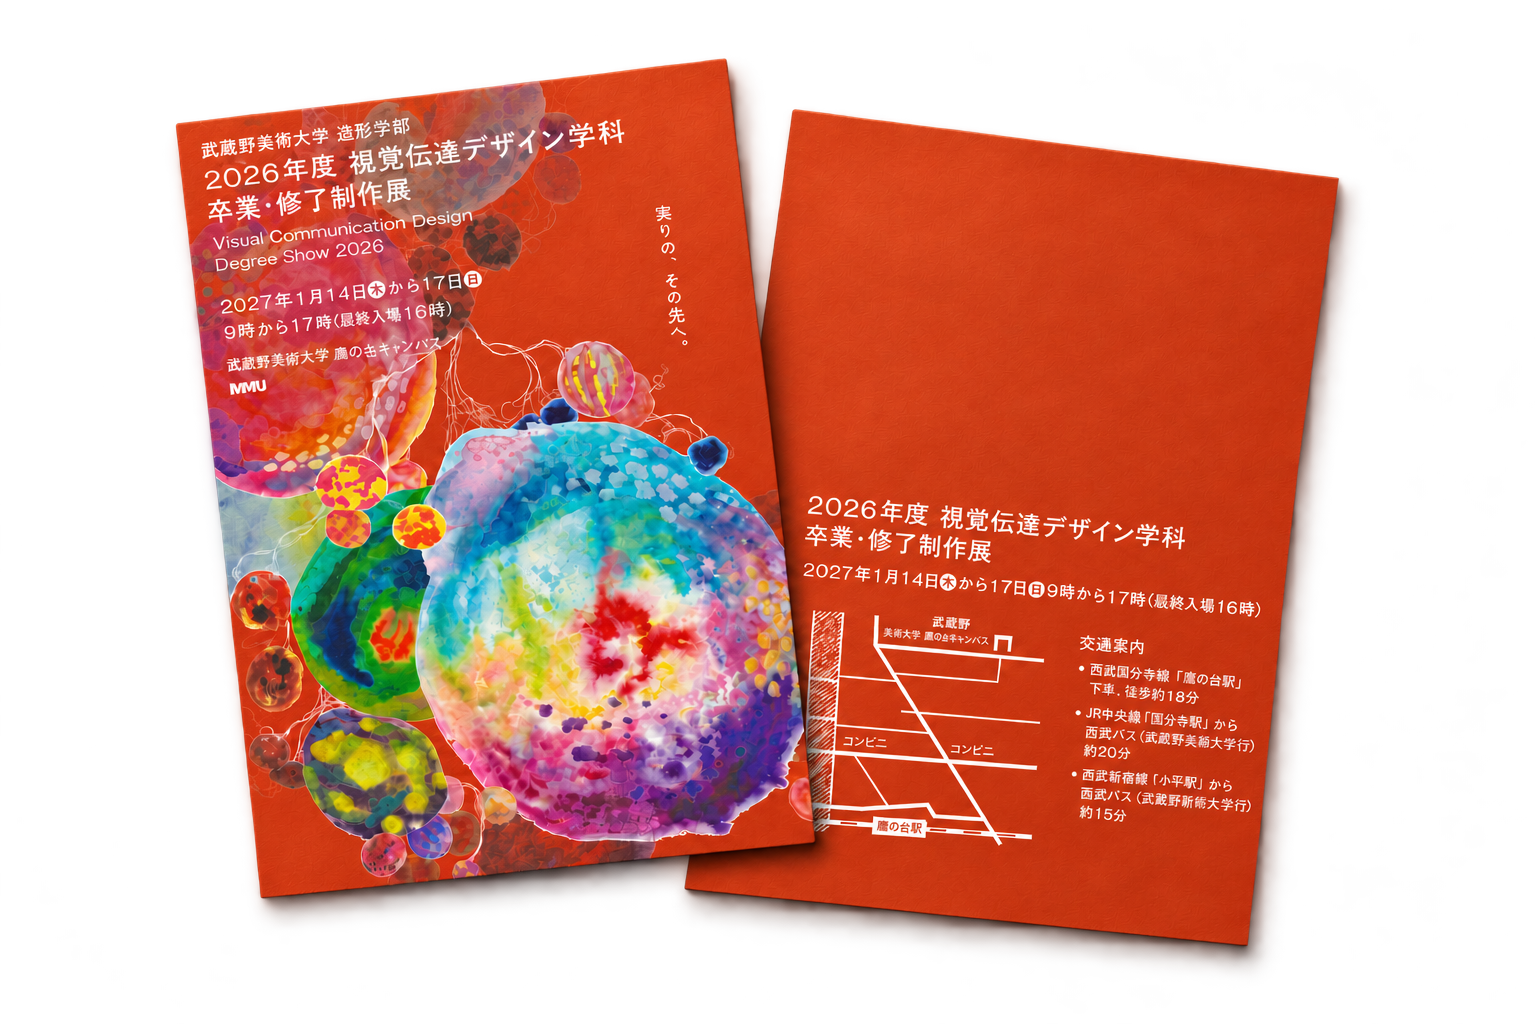 武蔵野美術大学 造形学部
2026年度 視覚伝達デザイン学科
卒業・修了制作展
Visual Communication Design
Degree Show 2026
2027年1月14日木から17日日
9時から17時(最終入場16時)
武蔵野美術大学 鷹の台キャンパス
MMU
実りの、その先へ。
2026年度 視覚伝達デザイン学科
卒業・修了制作展
2027年1月14日木から17日日9時から17時(最終入場16時)
武蔵野
美術大学 鷹の台キャンパス
コンビニ
コンビニ
鷹の台駅
交通案内
• 西武国分寺線「鷹の台駅」
下車．徒歩約18分
• JR中央線「国分寺駅」から
西武バス(武蔵野美術大学行)
約20分
• 西武新宿線「小平駅」から
西武バス(武蔵野新術大学行)
約15分